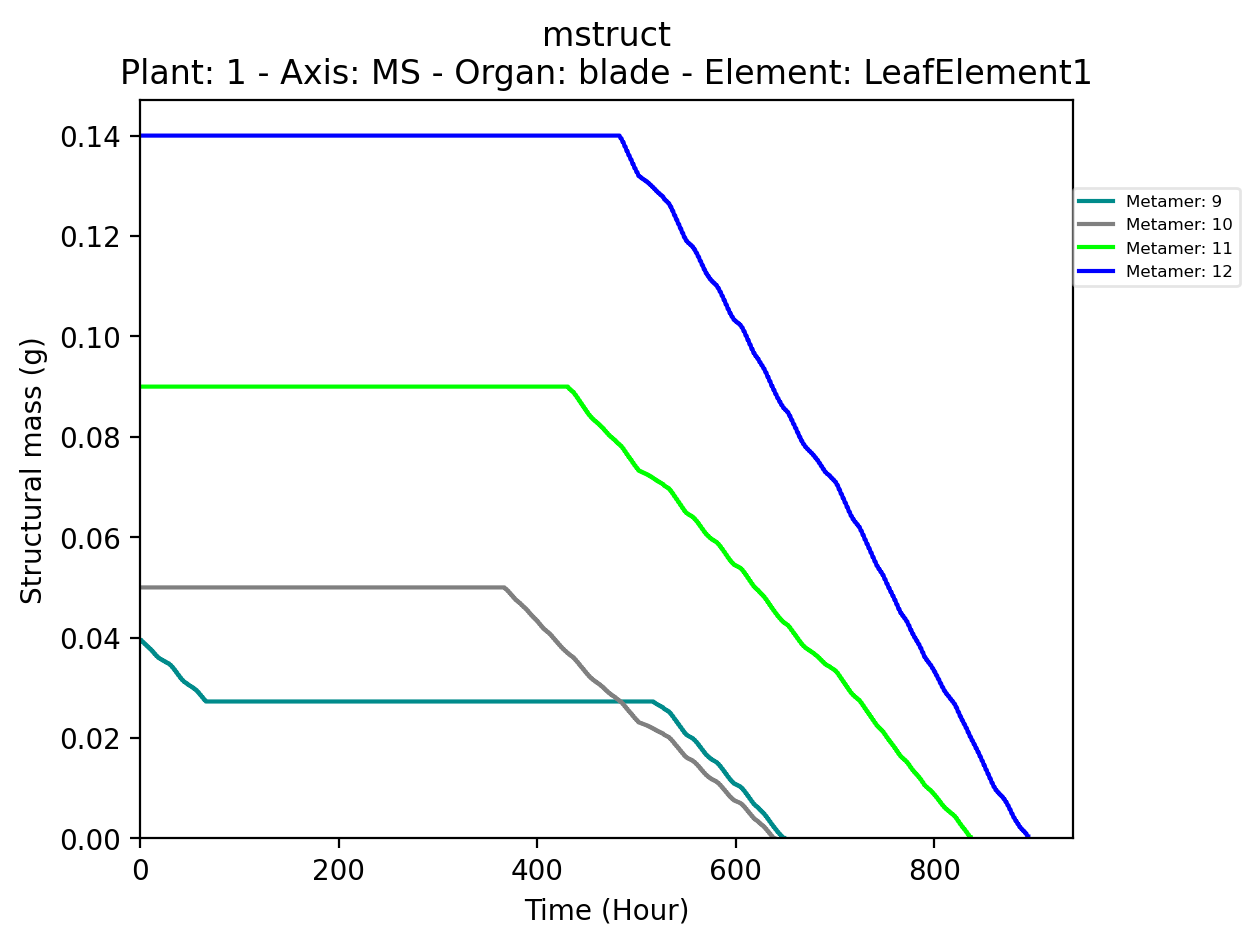 mstruct
Plant: 1 - Axis: MS - Organ: blade - Element: LeafElement1
0.14
0.12
0.10
0.08
0.06
0.04
0.02
0.00
Structural mass (g)
Metamer: 9
Metamer: 10
Metamer: 11
Metamer: 12
0
200
400
600
800
Time (Hour)